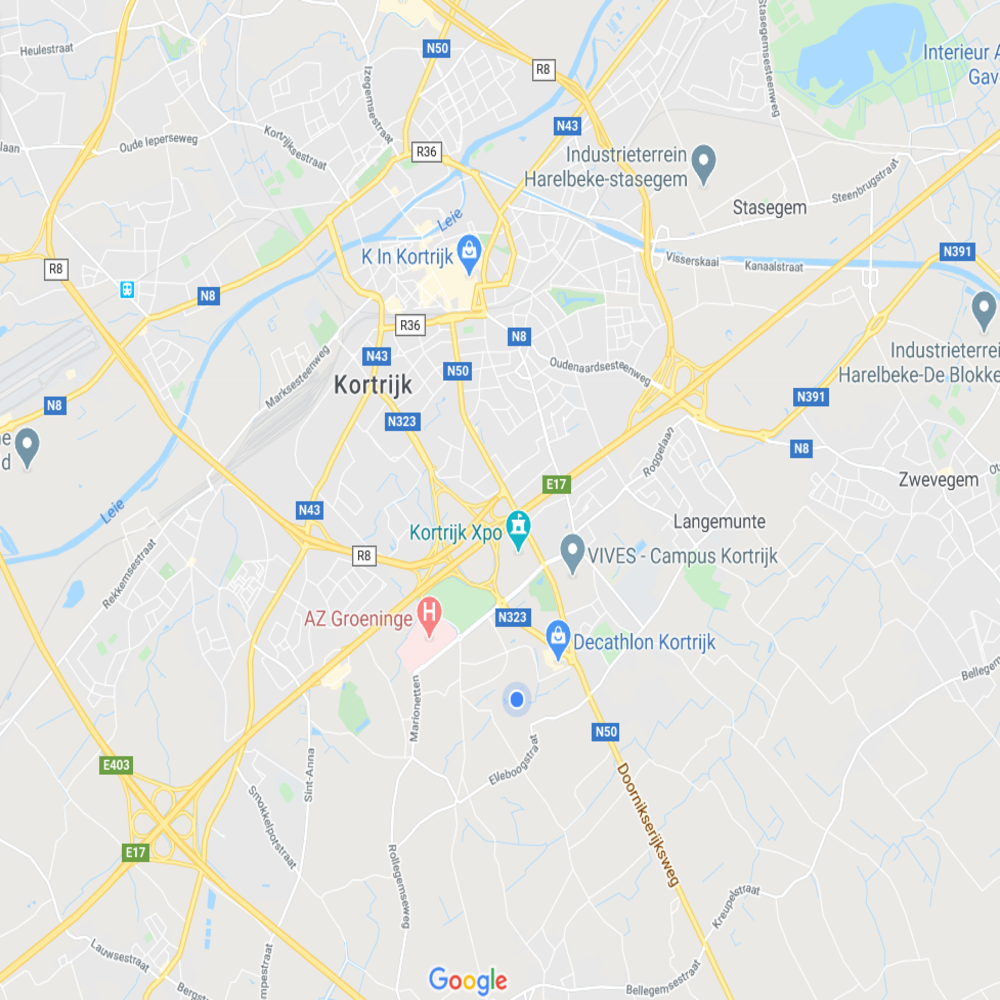 Heulestraat
N50
R8
Stasegemsesteenweg
Interieur A
Gav
Izegemsestraat
N43
laan
Oude Ieperseweg
Kortrijksestraat
R36
Industrieterrein
Harelbeke-stasegem
Steenbrugstraat
Stasegem
Leie
K In Kortrijk
Visserskaai
Kanaalstraat
N391
R8
N8
R36
N8
N43
N50
Marksesteenweg
Oudenaardsesteenweg
Industrieterrei
Harelbeke-De Blokke
Kortrijk
N391
N8
N323
e
d
N8
Roggelaan
Zwevegem
E17
Leie
N43
Kortrijk Xpo
Langemunte
R8
VIVES - Campus Kortrijk
Rekkemsestraat
AZ Groeninge
N323
Decathlon Kortrijk
Bellegem
Marionetten
N50
Elleboogstraat
E403
Sint-Anna
Doornikserijksweg
Smokkelpotstraat
E17
Rollegemseweg
Kreupelstraat
Lauwsestraat
Bergstr
mpestraat
Google
Bellegemsestraat